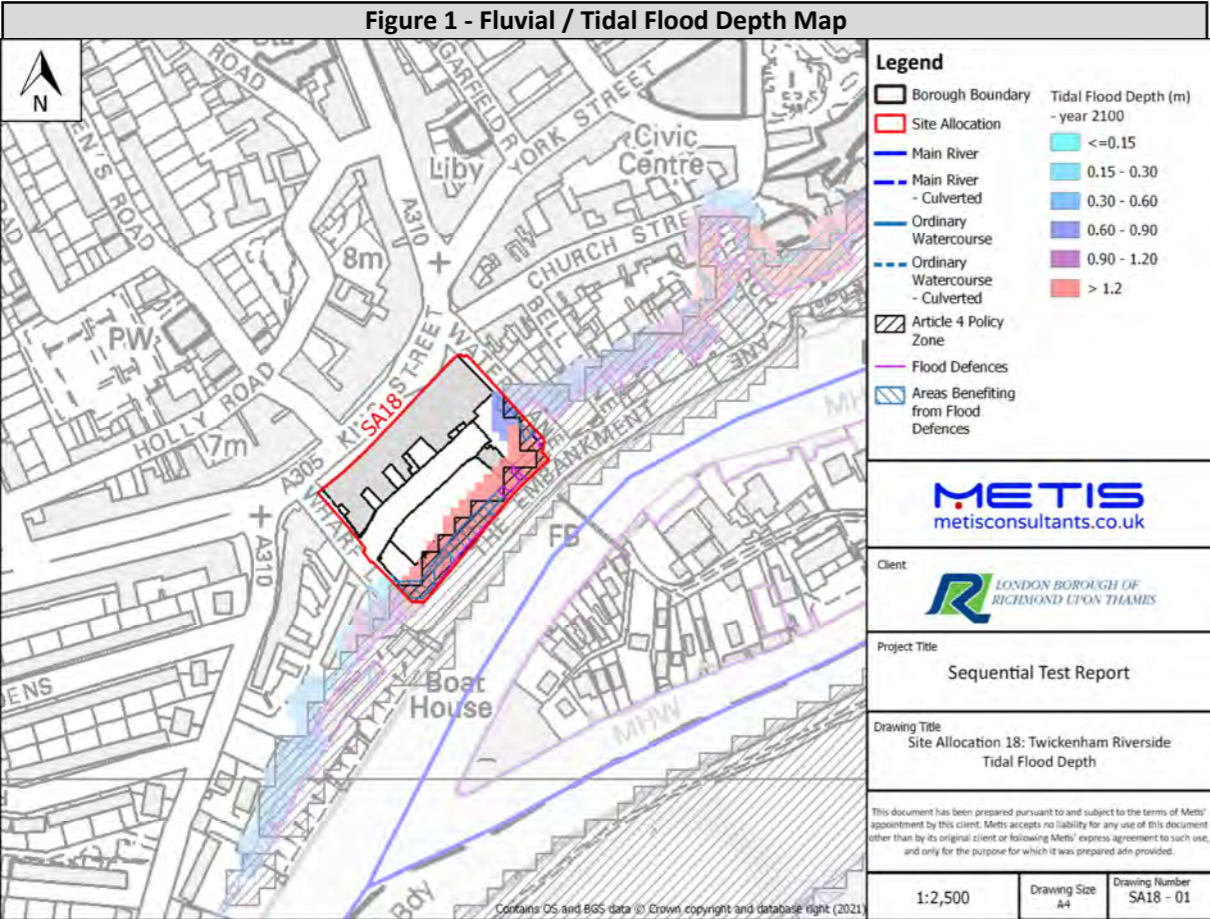 Figure 1 - Fluvial / Tidal Flood Depth Map
N
ROAD
GARFIELD R
YORK STREET
Liby
Civic
Centre
EN'S ROAD
A310
8m
CHURCH STRE
BELL
PW
HOLLY ROAD
7m
KI
STREET
WATE
SA18
A305
WHARF
A310
THE EMBANKMENT
ANE
FB
MH
Boat
House
MHW
DENS
Bdy
Contains OS and BGS data © Crown copyright and database right (2021)
Legend
Borough Boundary
Site Allocation
Main River
Main River
- Culverted
Ordinary
Watercourse
Ordinary
Watercourse
- Culverted
Article 4 Policy
Zone
Flood Defences
Areas Benefiting
from Flood
Defences
Tidal Flood Depth (m)
- year 2100
<=0.15
0.15 - 0.30
0.30 - 0.60
0.60 - 0.90
0.90 - 1.20
> 1.2
METIS
metisconsultants.co.uk
Client
LONDON BOROUGH OF
RICHMOND UPON THAMES
Project Title
Sequential Test Report
Drawing Title
Site Allocation 18: Twickenham Riverside
Tidal Flood Depth
This document has been prepared pursuant to and subject to the terms of Metis'
appointment by this client. Metis accepts no liability for any use of this document
other than by its original client or following Metis' express agreement to such use,
and only for the purpose for which it was prepared adn provided.
1:2,500
Drawing Size
A4
Drawing Number
SA18 - 01